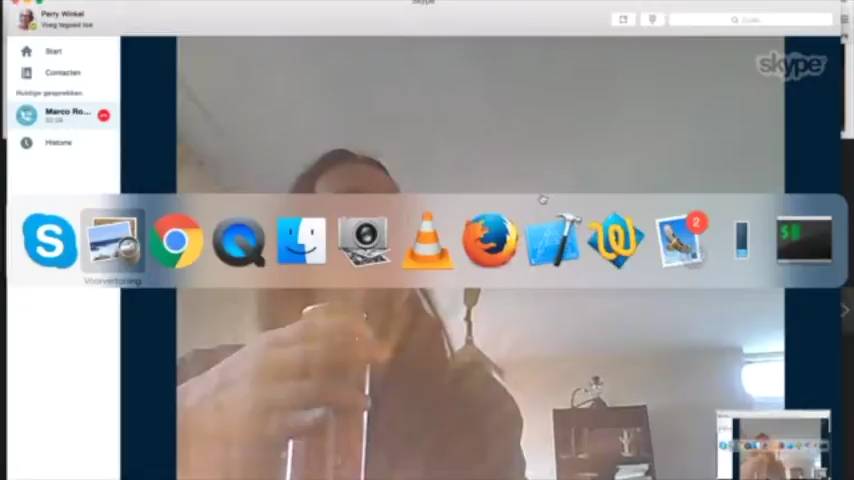 Skype
Perry Winkel
Voeg tegoed toe
Zoek
skype
Start
Contacten
Huidige gesprekken
Marco Ro...
Historie
S
2
$
Voorvertoning